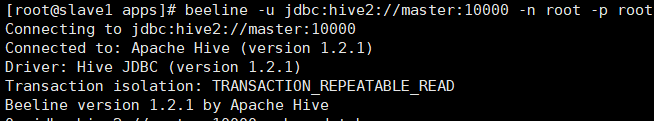 [root@slave1 apps]# beeline -u jdbc:hive2://master:10000 -n root -p root
Connecting to jdbc:hive2://master:10000
Connected to: Apache Hive (version 1.2.1)
Driver: Hive JDBC (version 1.2.1)
Transaction isolation: TRANSACTION_REPEATABLE_READ
Beeline version 1.2.1 by Apache Hive